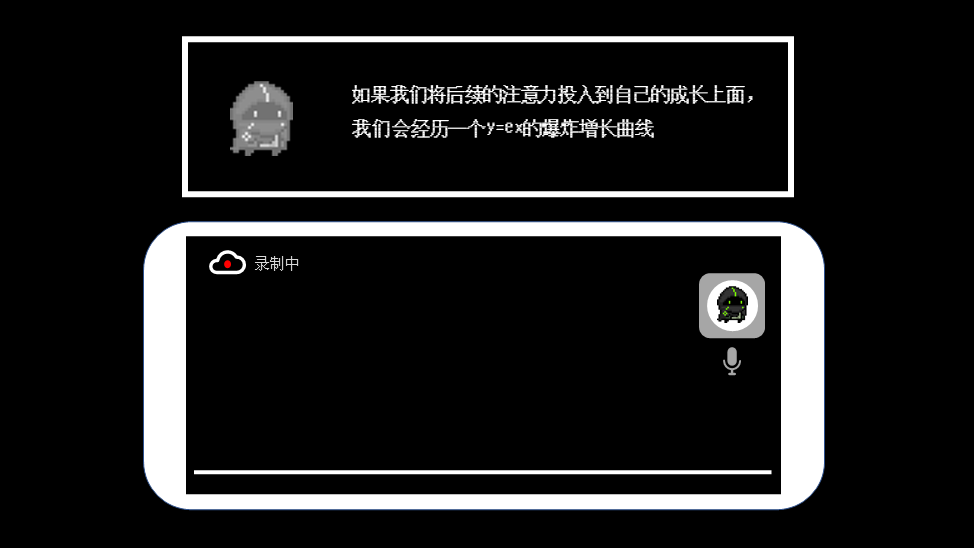 如果我们将后续的注意力投入到自己的成长上面，
我们会经历一个y=ex的爆炸增长曲线
录制中